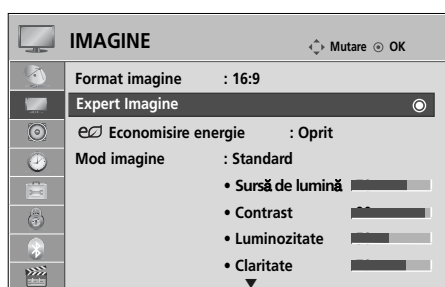 IMAGINE
Mutare OK
Format imagine : 16:9
Expert Imagine
Economisire energie : Oprit
Mod imagine : Standard
• Sursă de lumină
• Contrast
• Luminozitate
• Claritate